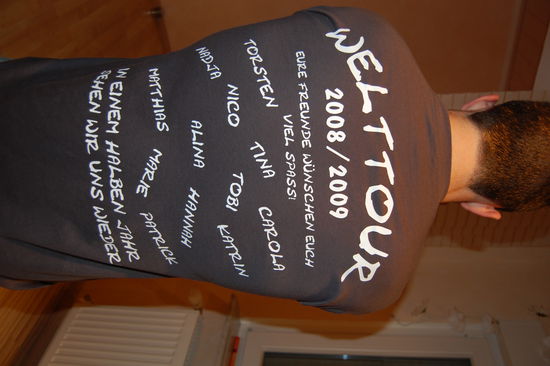 WELTTOUR
2008/2009
EURE FREUNDE WÜNSCHEN EUCH
VIEL SPASS!
TORSTEN TINA CAROLA
NADJA NICO TOBI KATRIN
ALINA HANNAH
MATTHIAS MARIE PATRICK
IN EINEM HALBEN JAHR
SEHEN WIR UNS WIEDER